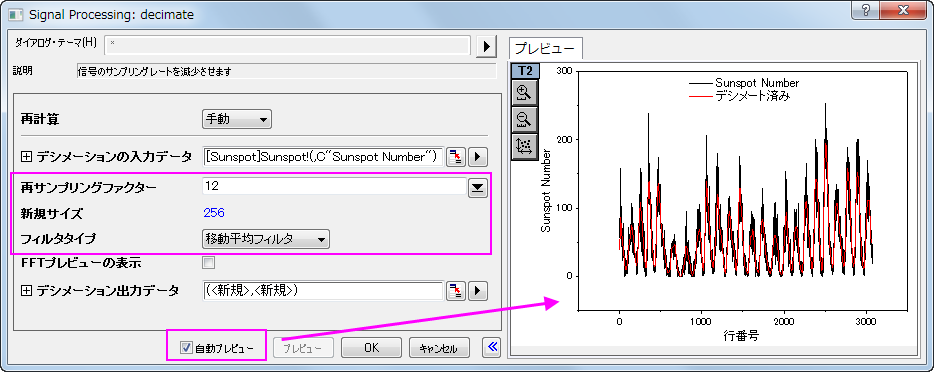 Signal Processing: decimate
ダイアログ・テーマ(H)
*
説明
信号のサンプリングレートを減少させます
再計算
手動
デシメーションの入力データ
[Sunspot]Sunspot!(,C"Sunspot Number")
再サンプリングファクター
12
新規サイズ
256
フィルタタイプ
移動平均フィルタ
FFTプレビューの表示
デシメーション出力データ
(<新規>,<新規>)
自動プレビュー
プレビュー
OK
キャンセル
プレビュー
T2
Sunspot Number
デシメート済み
300
200
100
0
Sunspot Number
0
1000
2000
3000
行番号